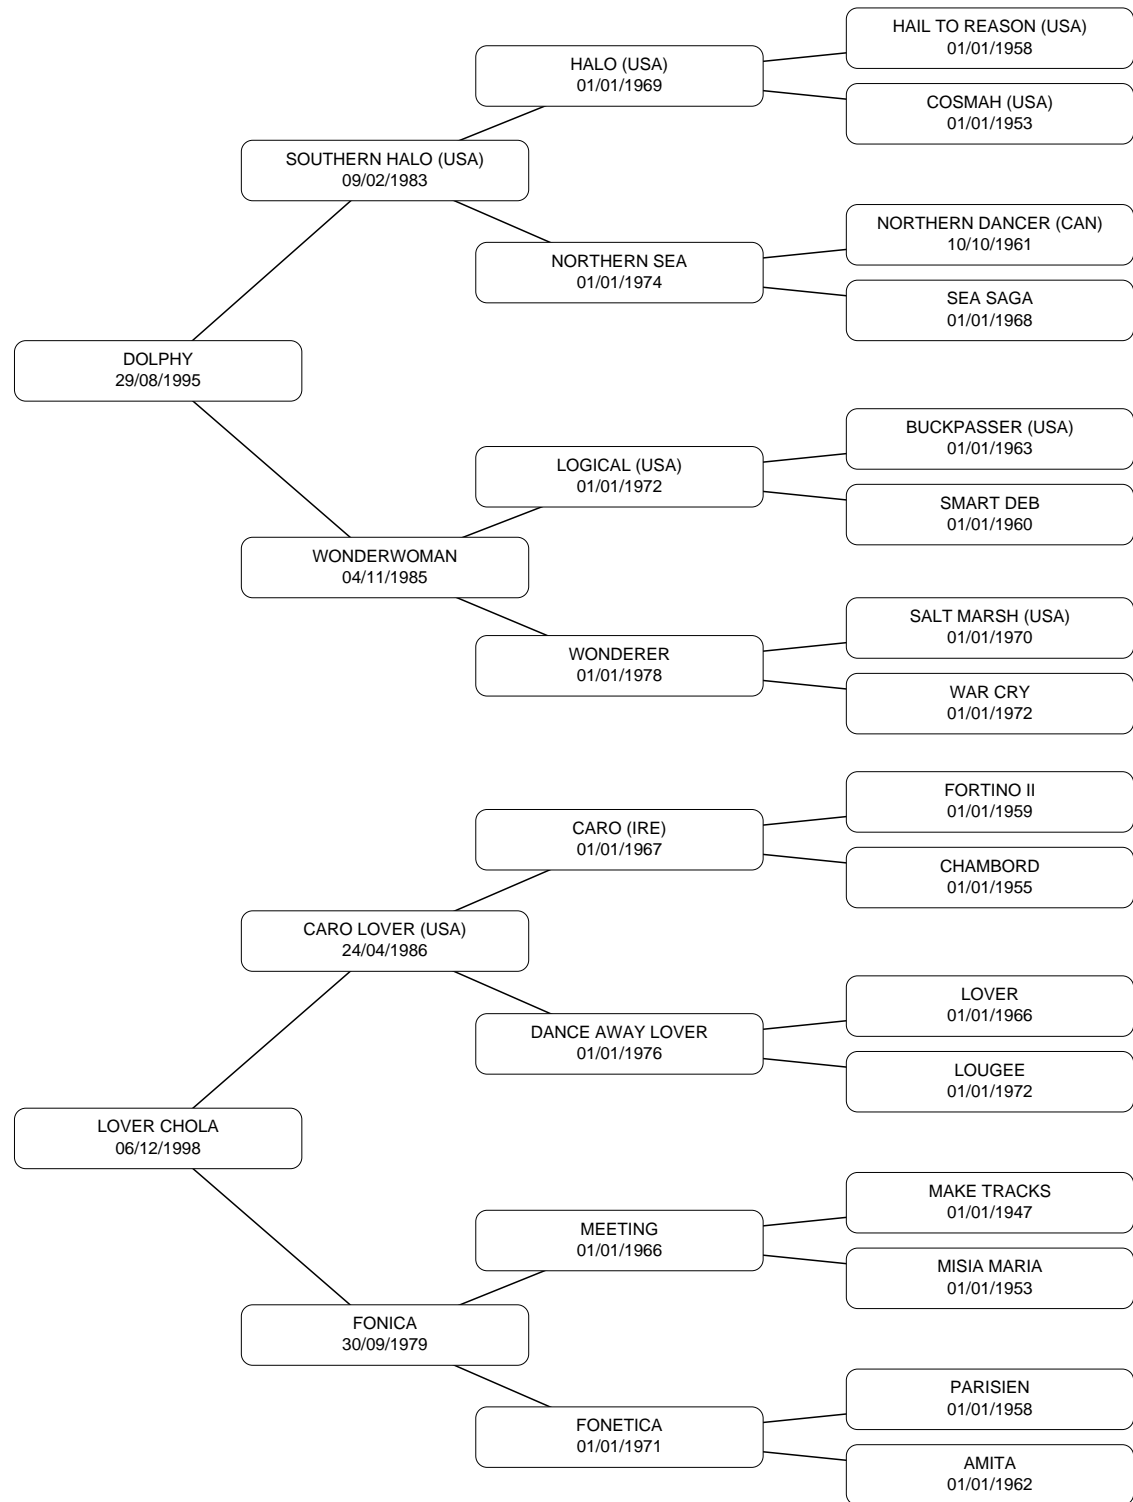 HAIL TO REASON (USA)
01/01/1958
HALO (USA)
01/01/1969
COSMAH (USA)
01/01/1953
SOUTHERN HALO (USA)
09/02/1983
NORTHERN DANCER (CAN)
10/10/1961
NORTHERN SEA
01/01/1974
SEA SAGA
01/01/1968
DOLPHY
29/08/1995
BUCKPASSER (USA)
01/01/1963
LOGICAL (USA)
01/01/1972
SMART DEB
01/01/1960
WONDERWOMAN
04/11/1985
SALT MARSH (USA)
01/01/1970
WONDERER
01/01/1978
WAR CRY
01/01/1972
FORTINO II
01/01/1959
CARO (IRE)
01/01/1967
CHAMBORD
01/01/1955
CARO LOVER (USA)
24/04/1986
LOVER
01/01/1966
DANCE AWAY LOVER
01/01/1976
LOUGEE
01/01/1972
LOVER CHOLA
06/12/1998
MAKE TRACKS
01/01/1947
MEETING
01/01/1966
MISIA MARIA
01/01/1953
FONICA
30/09/1979
PARISIEN
01/01/1958
FONETICA
01/01/1971
AMITA
01/01/1962